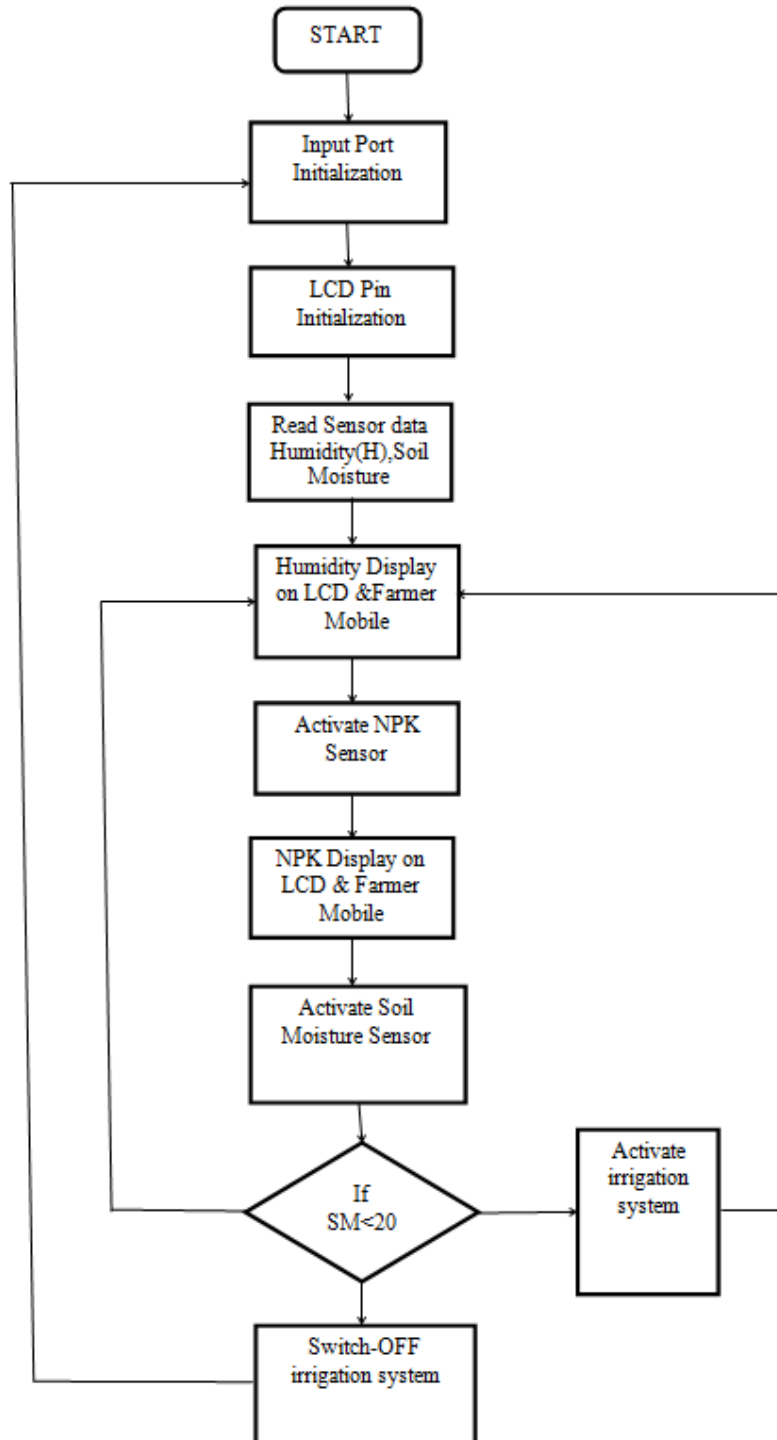 START
Input Port
Initialization
LCD Pin
Initialization
Read Sensor data
Humidity(H),Soil
Moisture
Humidity Display
on LCD &Farmer
Mobile
Activate NPK
Sensor
NPK Display on
LCD & Farmer
Mobile
Activate Soil
Moisture Sensor
If
SM<20
Activate
irrigation
system
Switch-OFF
irrigation system